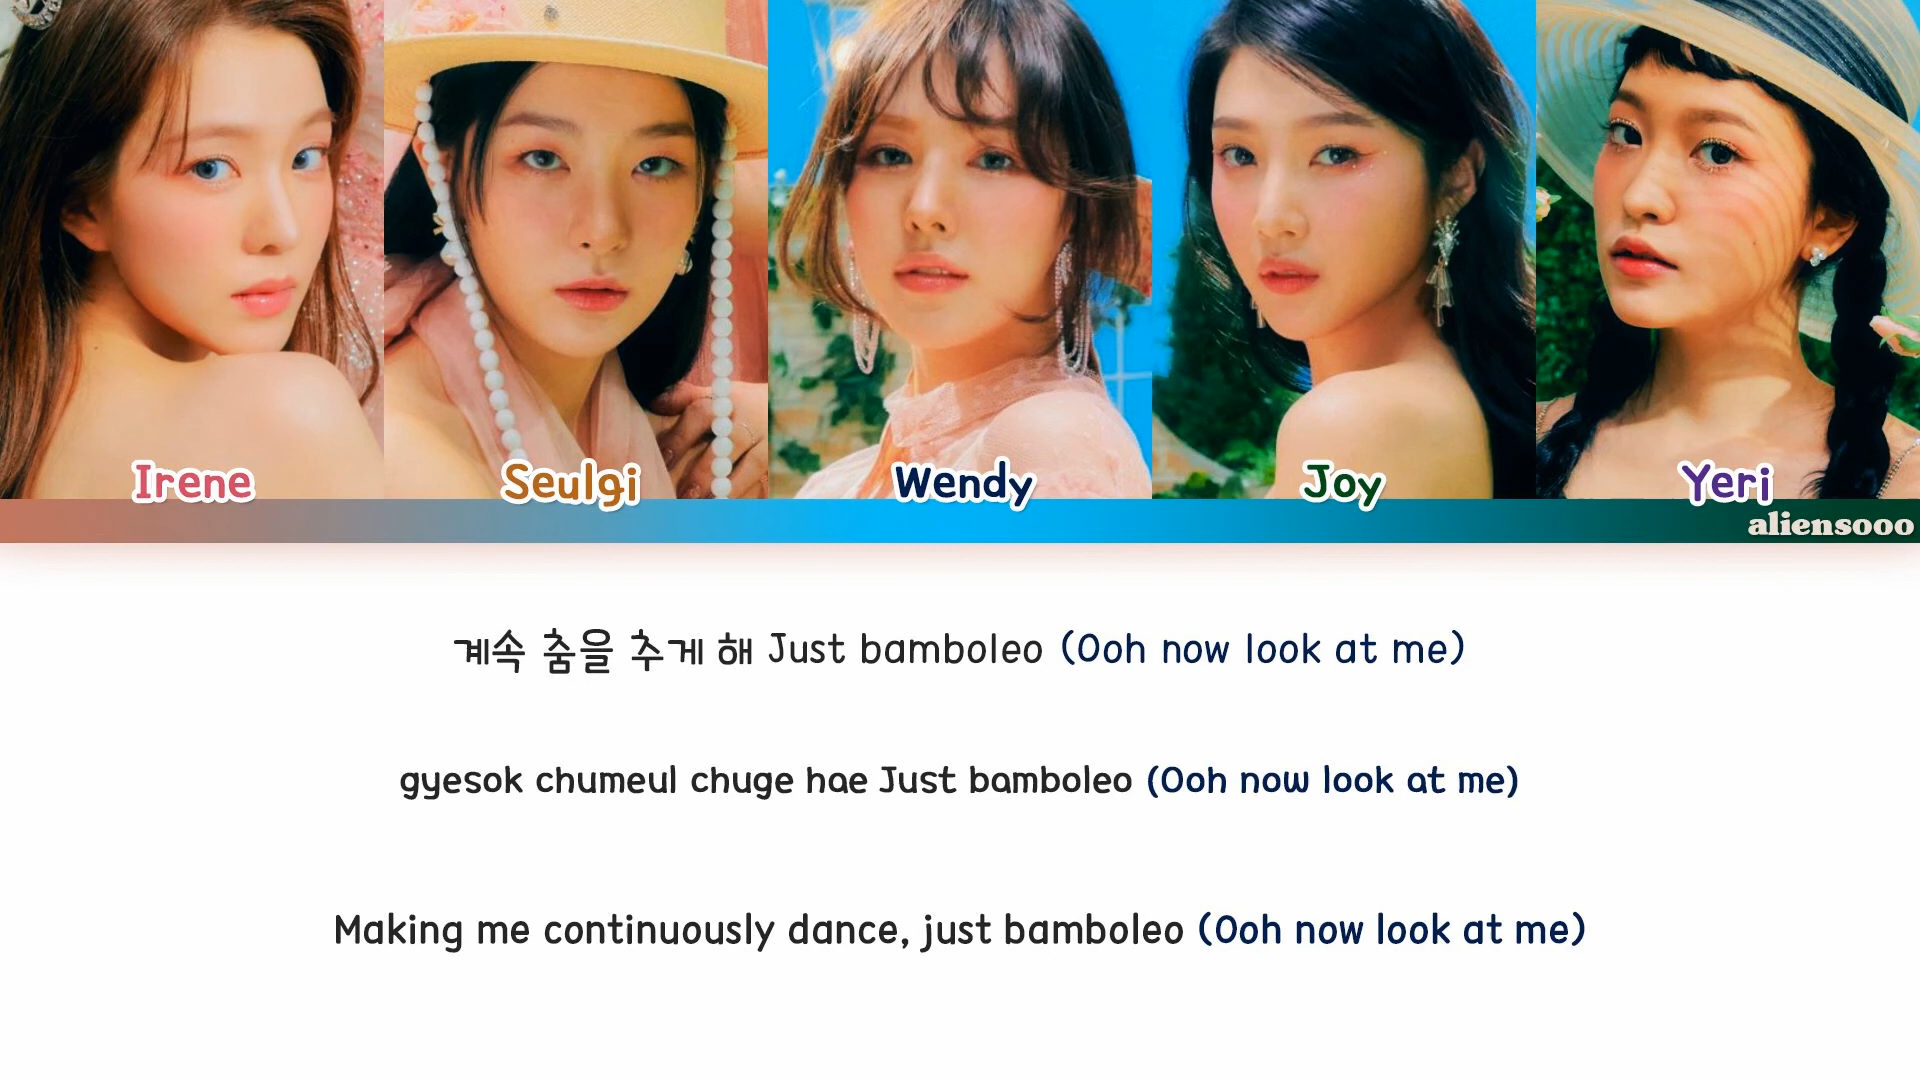 Irene
Seulgi
Wendy
Joy
Yeri
aliensooo
계속 춤을 추게 해 Just bamboleo (Ooh now look at me)
gyesok chumeul chuge hae Just bamboleo (Ooh now look at me)
Making me continuously dance, just bamboleo (Ooh now look at me)